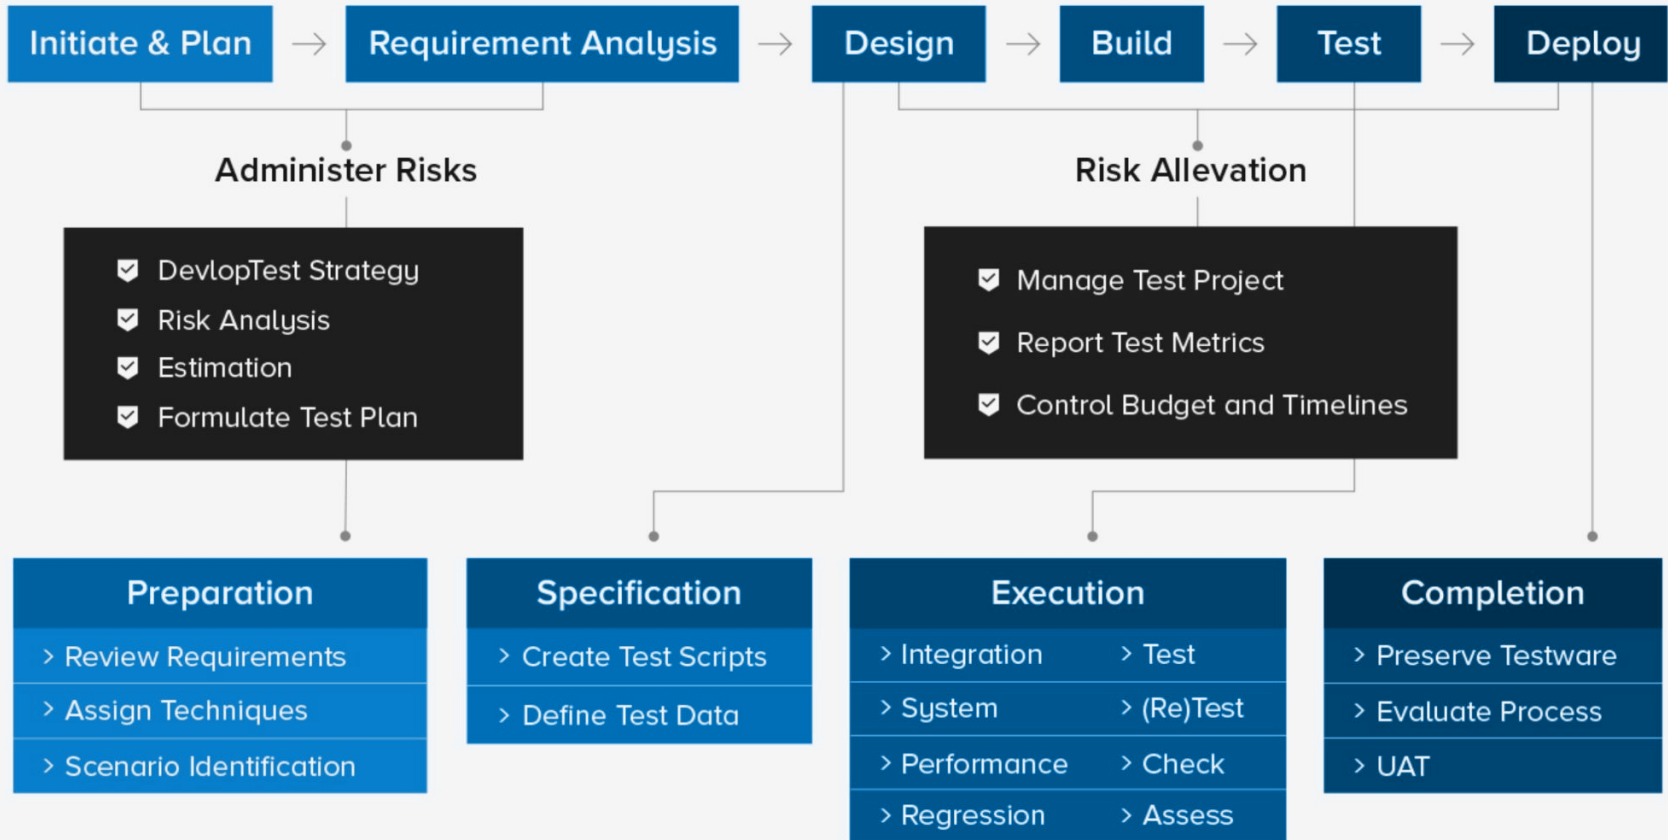 Initiate & Plan
Requirement Analysis
Design
Build
Test
Deploy
Administer Risks
DevlopTest Strategy
Risk Analysis
Estimation
Formulate Test Plan
Risk Allevation
Manage Test Project
Report Test Metrics
Control Budget and Timelines
Preparation
> Review Requirements
> Assign Techniques
> Scenario Identification
Specification
> Create Test Scripts
> Define Test Data
Execution
> Integration
> System
> Performance
> Regression
> Test
> (Re)Test
> Check
> Assess
Completion
> Preserve Testware
> Evaluate Process
> UAT